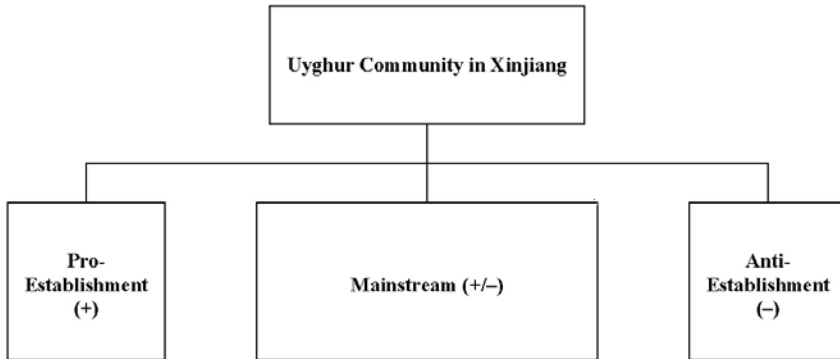 Uyghur Community in Xinjiang
Pro-
Establishment
(+)
Mainstream (+/–)
Anti-
Establishment
(–)